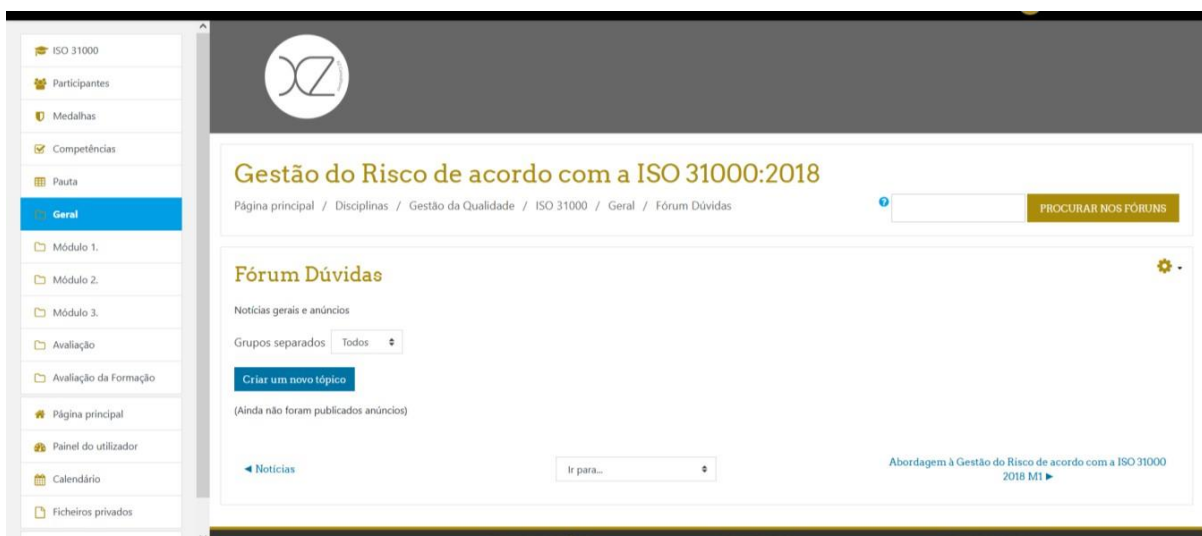 ISO 31000
Participantes
Medalhas
Competências
Pauta
Geral
Módulo 1.
Módulo 2.
Módulo 3.
Avaliação
Avaliação da Formação
Página principal
Painel do utilizador
Calendário
Ficheiros privados
XZ
Gestão do Risco de acordo com a ISO 31000:2018
Página principal / Disciplinas / Gestão da Qualidade / ISO 31000 / Geral / Fórum Dúvidas
PROCURAR NOS FÓRUNS
Fórum Dúvidas
Notícias gerais e anúncios
Grupos separados Todos
Criar um novo tópico
(Ainda não foram publicados anúncios)
◄ Notícias
Ir para...
Abordagem à Gestão do Risco de acordo com a ISO 31000
2018 M1 ►